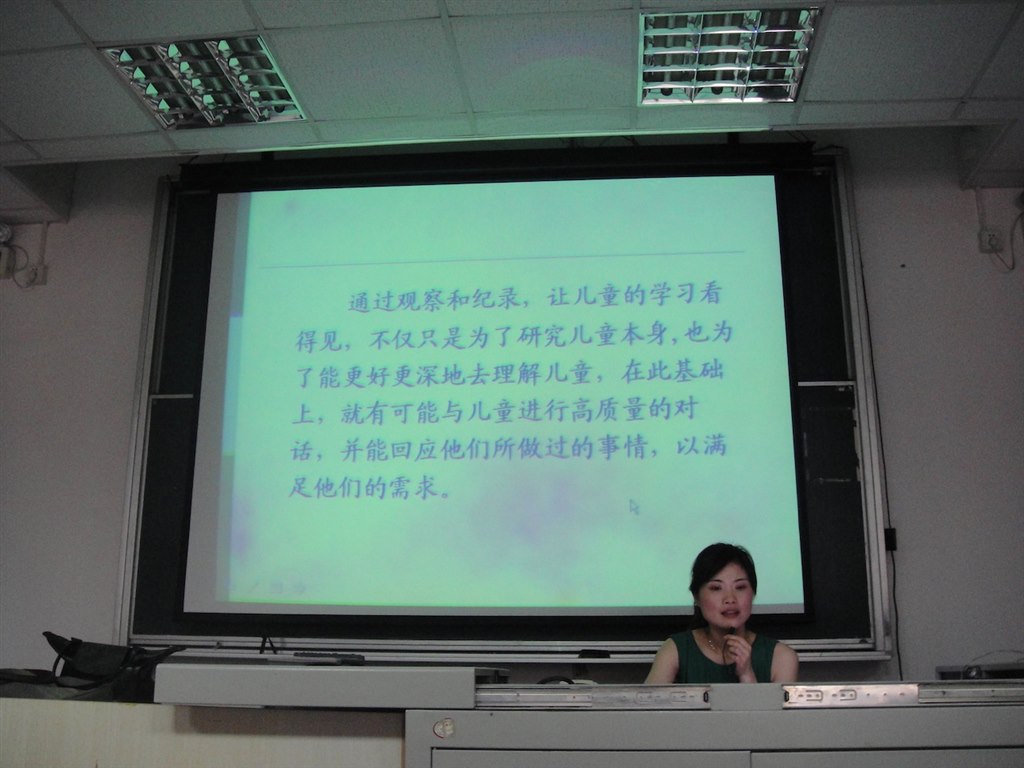 通过观察和纪录，让儿童的学习看
得见，不仅只是为了研究儿童本身，也为
了能更好更深地去理解儿童，在此基础
上，就有可能与儿童进行高质量的对
话，并能回应他们所做过的事情，以满
足他们的需求。